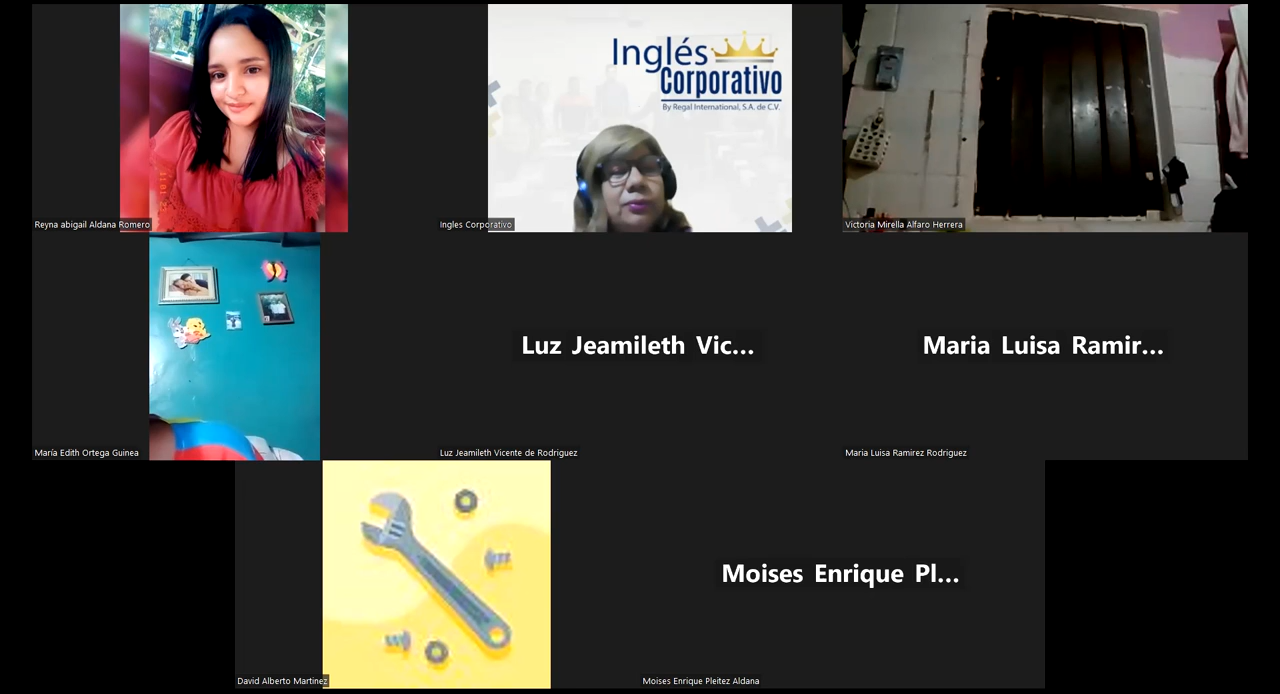 Reyna abigail Aldana Romero
Inglés
Corporativo
By Regal International, S.A. de C.V.
Ingles Corporativo
Victoria Mirella Alfaro Herrera
María Edith Ortega Guinea
Luz Jeamileth Vic...
Luz Jeamileth Vicente de Rodriguez
Maria Luisa Ramir...
Maria Luisa Ramirez Rodriguez
David Alberto Martinez
Moises Enrique Pl...
Moises Enrique Pleitez Aldana